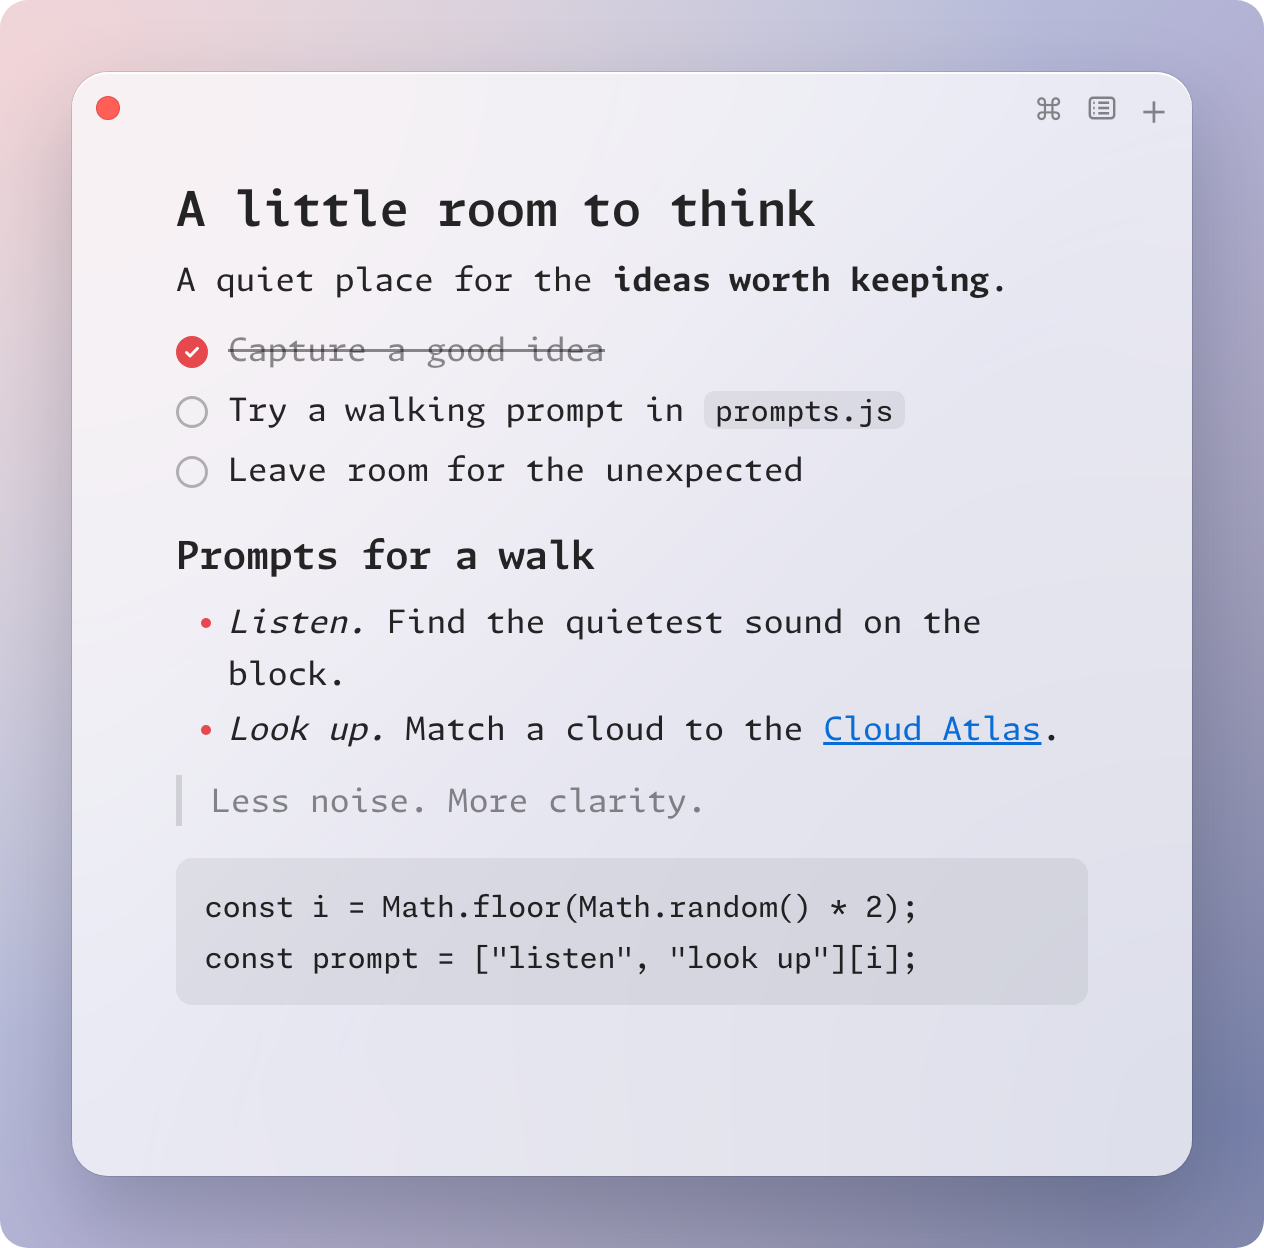 A little room to think
A quiet place for the ideas worth keeping.
Capture a good idea
Try a walking prompt in prompts.js
Leave room for the unexpected
Prompts for a walk
• Listen. Find the quietest sound on the
block.
• Look up. Match a cloud to the Cloud Atlas.
Less noise. More clarity.
const i = Math.floor(Math.random() * 2);
const prompt = ["listen", "look up"][i];